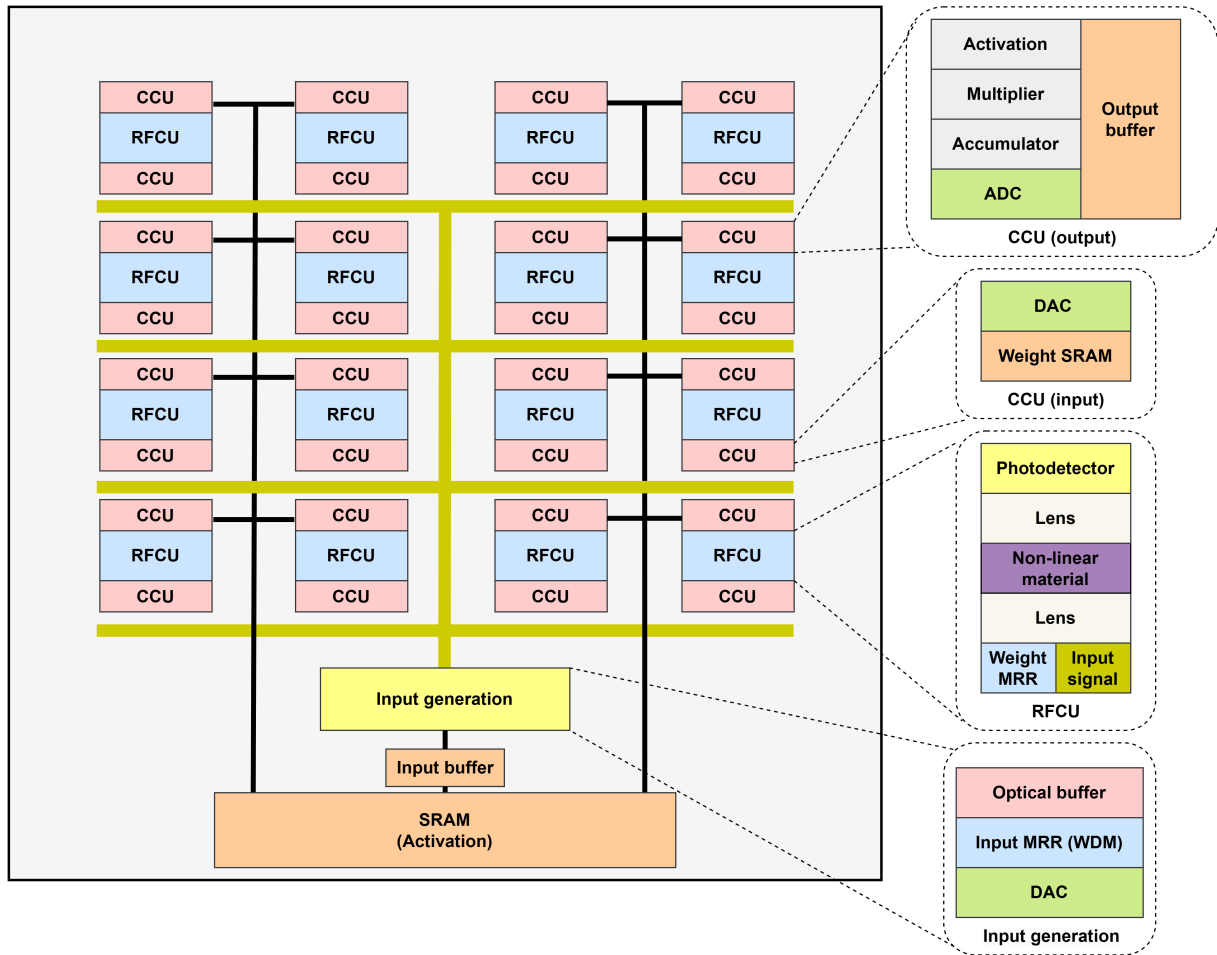 CCU CCU CCU CCU
RFCU RFCU RFCU RFCU
CCU CCU CCU CCU
CCU CCU CCU CCU
RFCU RFCU RFCU RFCU
CCU CCU CCU CCU
CCU CCU CCU CCU
RFCU RFCU RFCU RFCU
CCU CCU CCU CCU
CCU CCU CCU CCU
RFCU RFCU RFCU RFCU
CCU CCU CCU CCU
Input generation
Input buffer
SRAM
(Activation)
Activation
Multiplier
Accumulator
ADC
Output
buffer
CCU (output)
DAC
Weight SRAM
CCU (input)
Photodetector
Lens
Non-linear
material
Lens
Weight
MRR
Input
signal
RFCU
Optical buffer
Input MRR (WDM)
DAC
Input generation